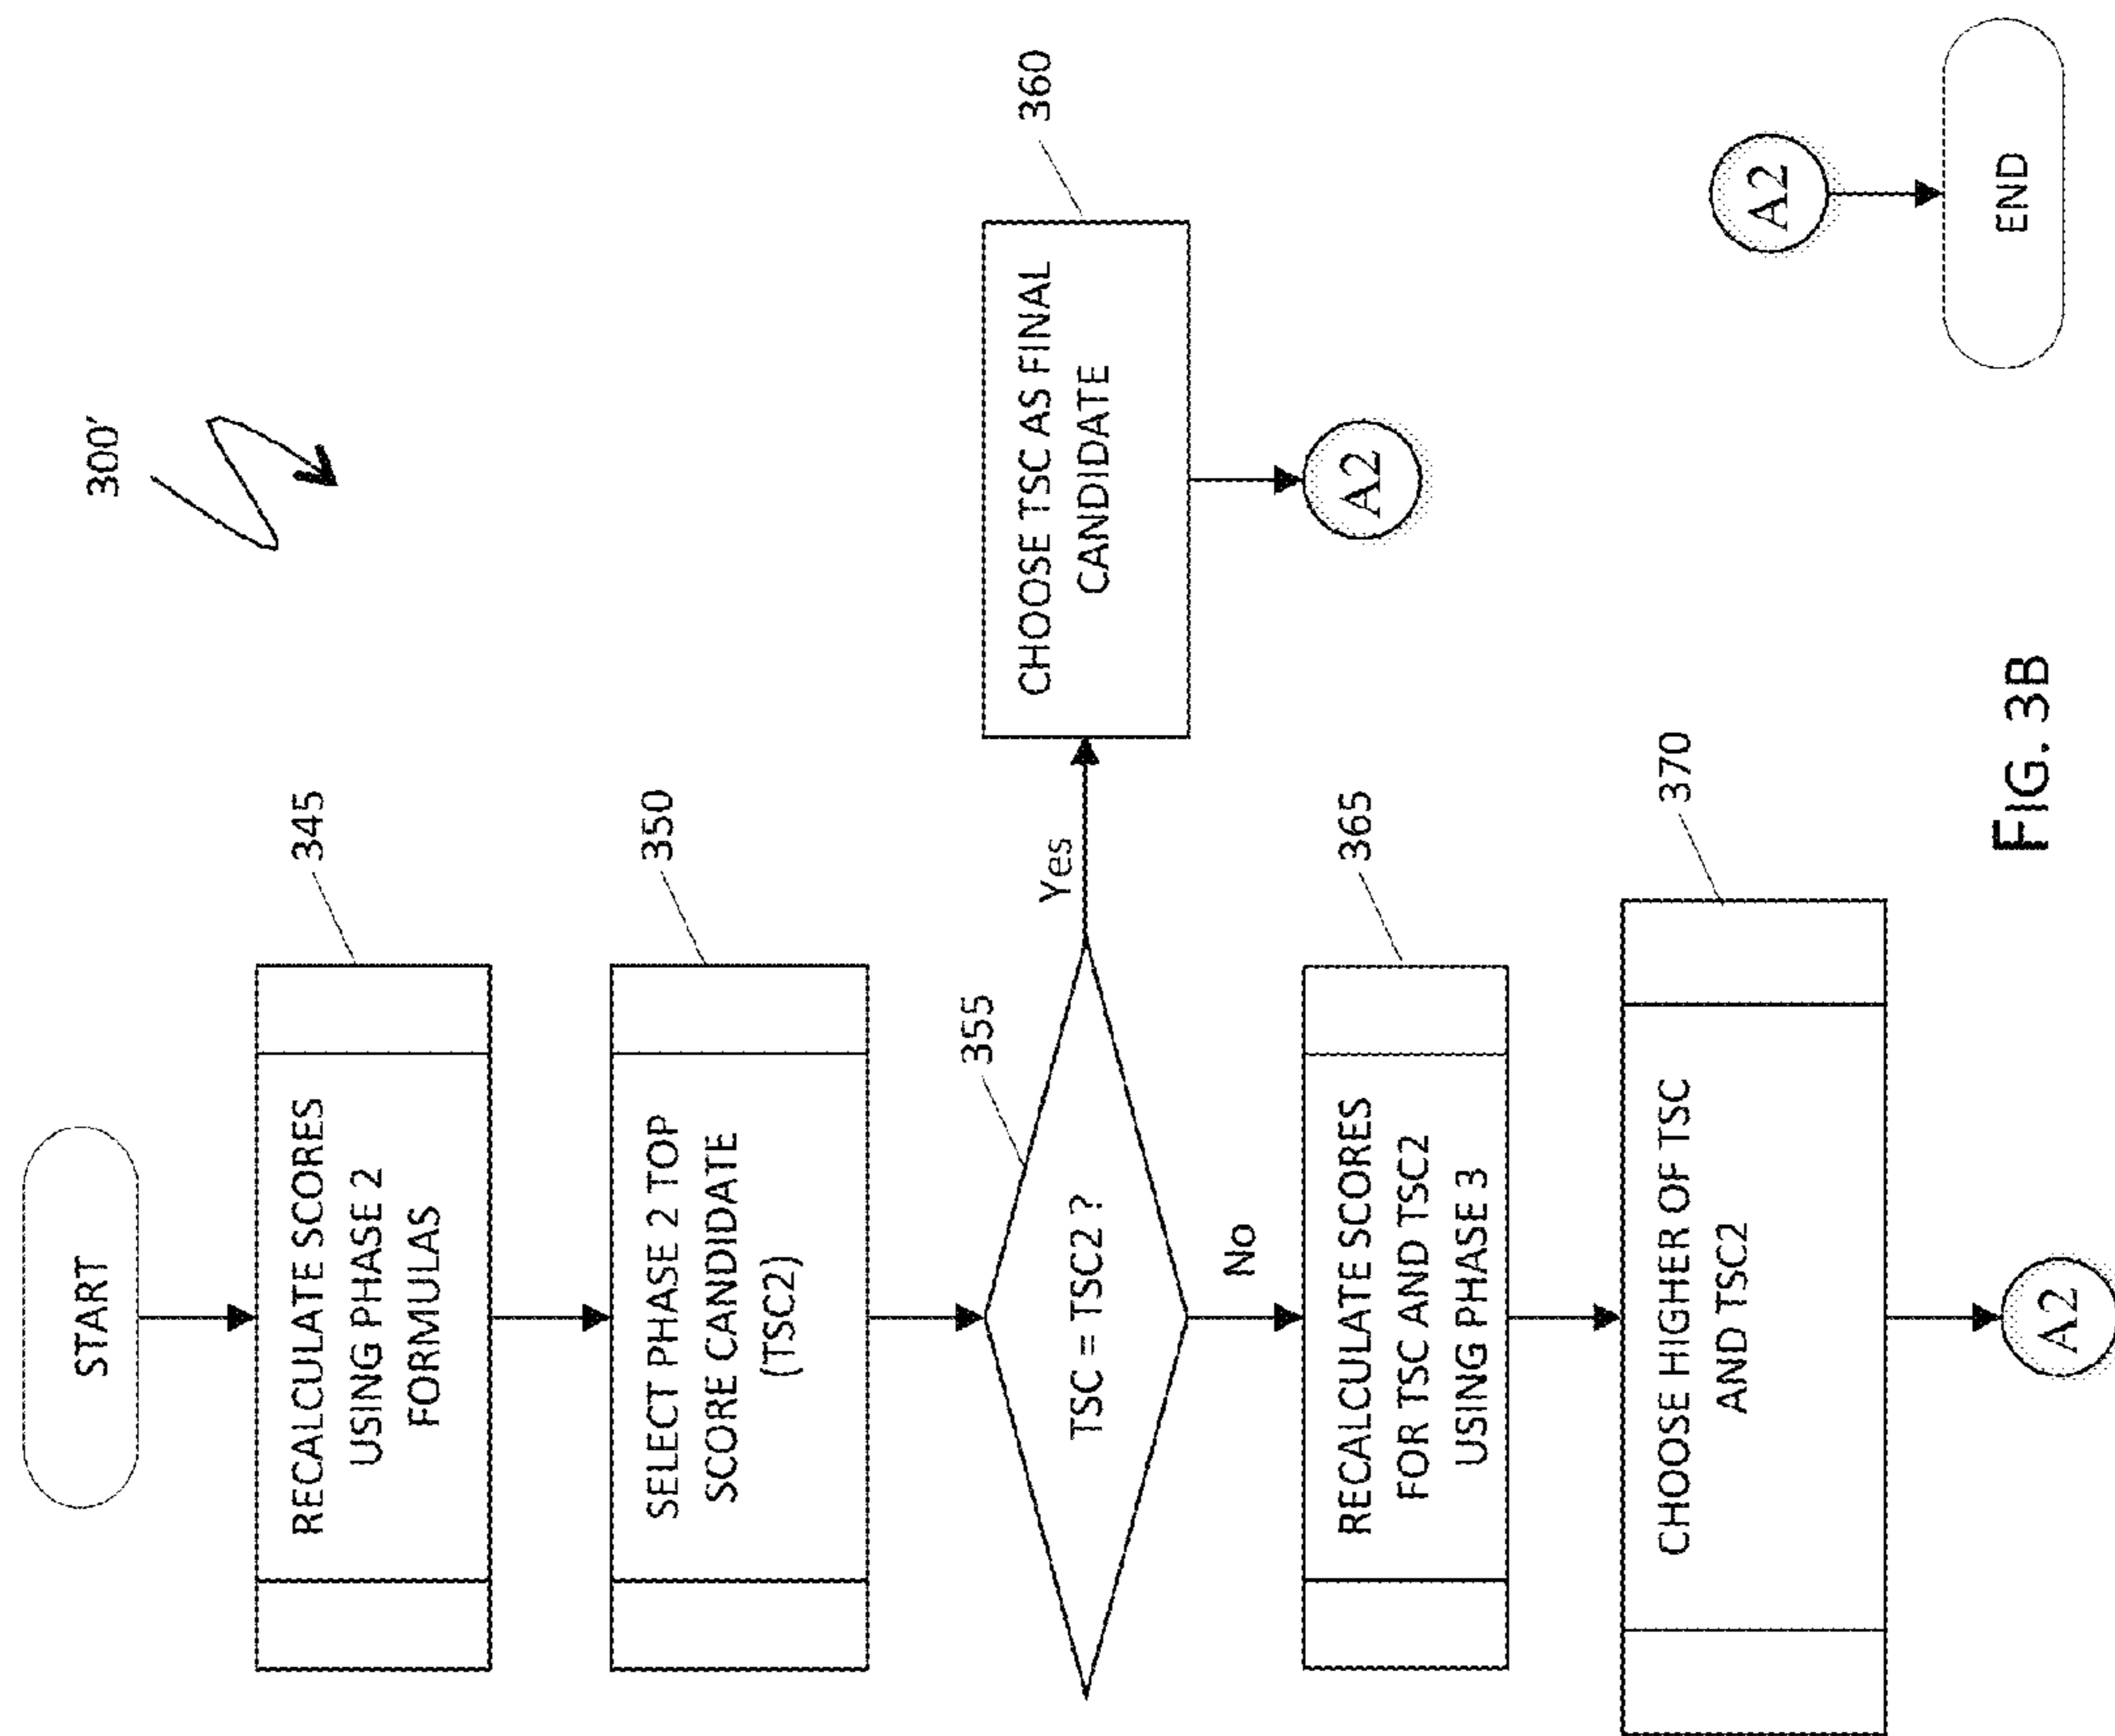 300'
START
RECALCULATE SCORES
USING PHASE 2
FORMULAS
345
SELECT PHASE 2 TOP
SCORE CANDIDATE
(TSC2)
350
355
TSC = TSC2 ?
Yes
CHOOSE TSC AS FINAL
CANDIDATE
360
A2
No
RECALCULATE SCORES
FOR TSC AND TSC2
USING PHASE 3
365
CHOOSE HIGHER OF TSC
AND TSC2
370
A2
A2
END
FIG. 3B